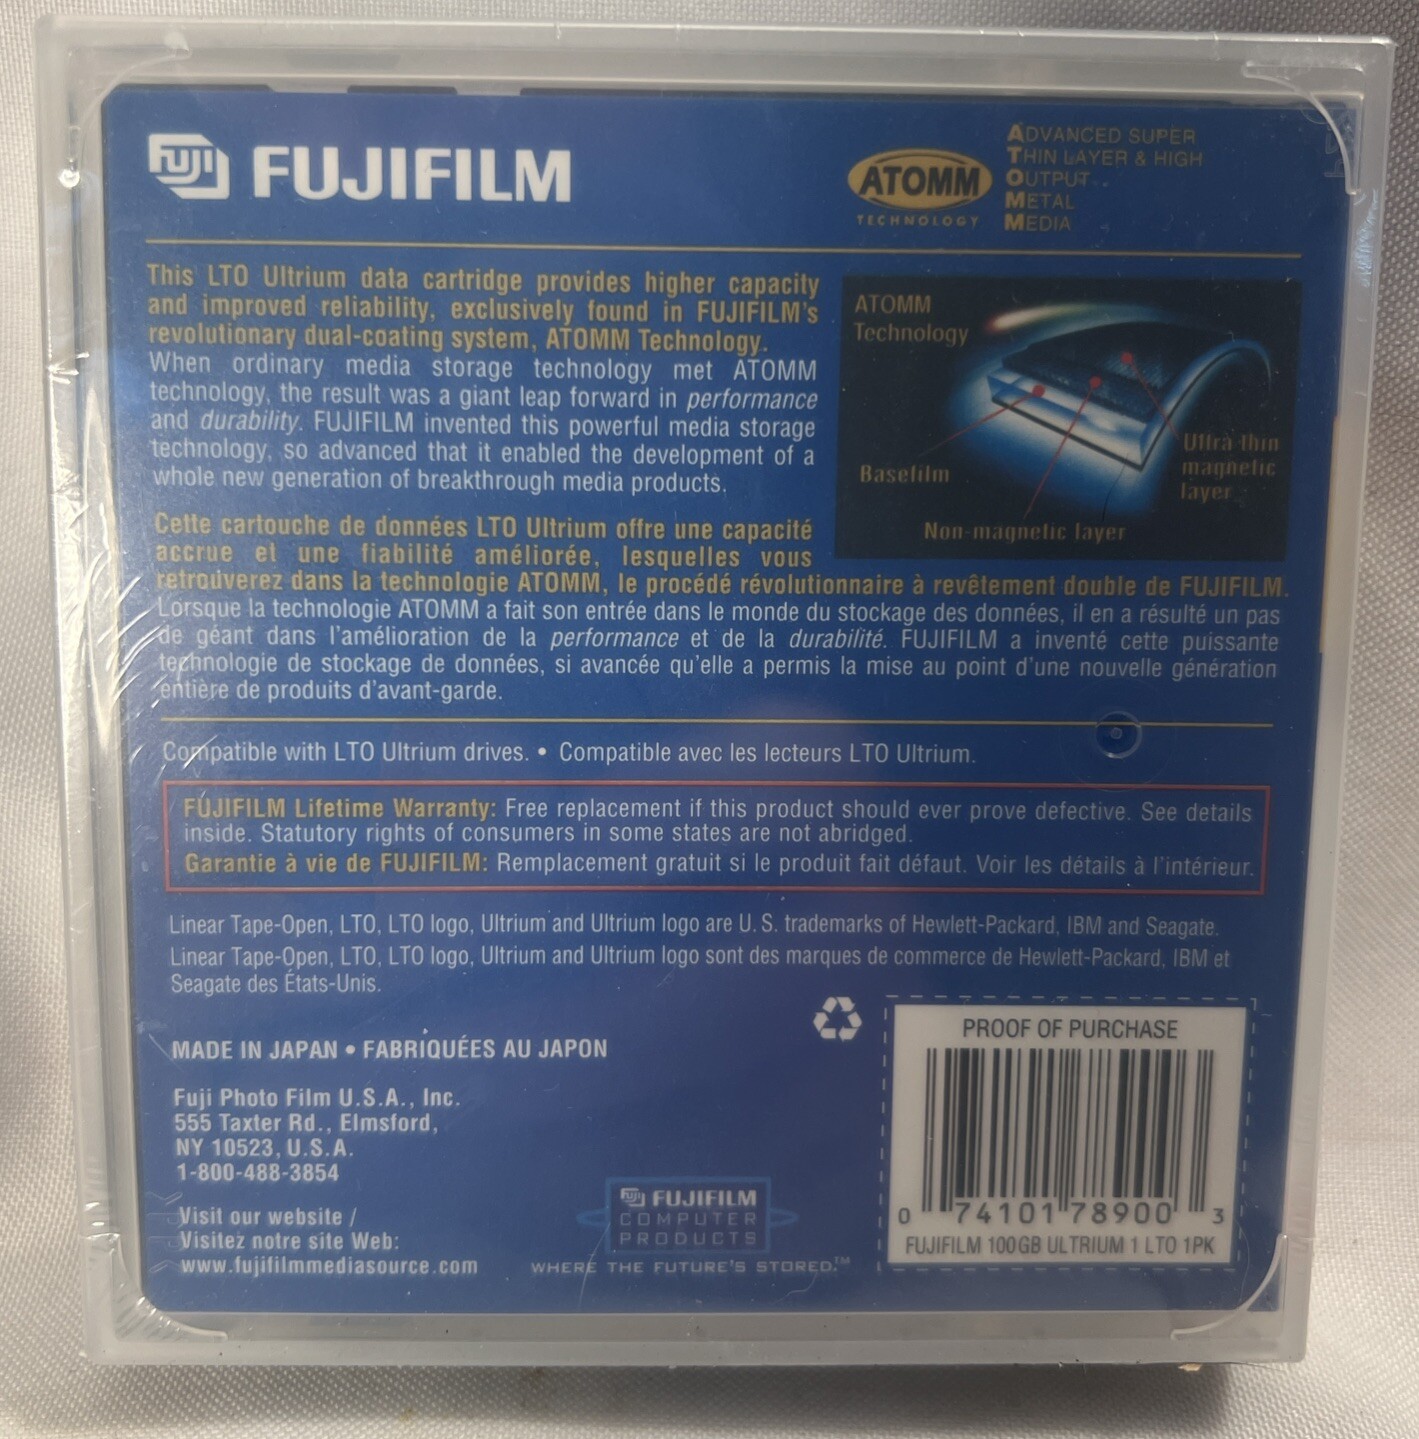 FUJI FUJIFILM
ATOMM
TECHNOLOGY
ADVANCED SUPER
THIN LAYER & HIGH
OUTPUT
METAL
MEDIA
This LTO Ultrium data cartridge provides higher capacity
and improved reliability, exclusively found in FUJIFILM's
revolutionary dual-coating system, ATOMM Technology.
When ordinary media storage technology met ATOMM
technology, the result was a giant leap forward in performance
and durability. FUJIFILM invented this powerful media storage
technology, so advanced that it enabled the development of a
whole new generation of breakthrough media products.
ATOMM
Technology
Basefilm
Non-magnetic layer
Ultra thin
magnetic
layer
Cette cartouche de données LTO Ultrium offre une capacité
accrue et une fiabilité améliorée, lesquelles vous
retrouverez dans la technologie ATOMM, le procédé révolutionnaire à revêtement double de FUJIFILM.
Lorsque la technologie ATOMM a fait son entrée dans le monde du stockage des données, il en a résulté un pas
de géant dans l'amélioration de la performance et de la durabilité. FUJIFILM a inventé cette puissante
technologie de stockage de données, si avancée qu'elle a permis la mise au point d'une nouvelle génération
entière de produits d'avant-garde.
Compatible with LTO Ultrium drives. • Compatible avec les lecteurs LTO Ultrium.
FUJIFILM Lifetime Warranty: Free replacement if this product should ever prove defective. See details
inside. Statutory rights of consumers in some states are not abridged.
Garantie à vie de FUJIFILM: Remplacement gratuit si le produit fait défaut. Voir les détails à l'intérieur.
Linear Tape-Open, LTO, LTO logo, Ultrium and Ultrium logo are U.S. trademarks of Hewlett-Packard, IBM and Seagate.
Linear Tape-Open, LTO, LTO logo, Ultrium and Ultrium logo sont des marques de commerce de Hewlett-Packard, IBM et
Seagate des États-Unis.
MADE IN JAPAN • FABRIQUÉES AU JAPON
Fuji Photo Film U.S.A., Inc.
555 Taxter Rd., Elmsford,
NY 10523, U.S.A.
1-800-488-3854
Visit our website /
Visitez notre site Web:
www.fujifilmmediasource.com
FUJI FUJIFILM
COMPUTER
PRODUCTS
WHERE THE FUTURE'S STORED.™
PROOF OF PURCHASE
0 74101 78900 3
FUJIFILM 100GB ULTRIUM 1 LTO 1PK